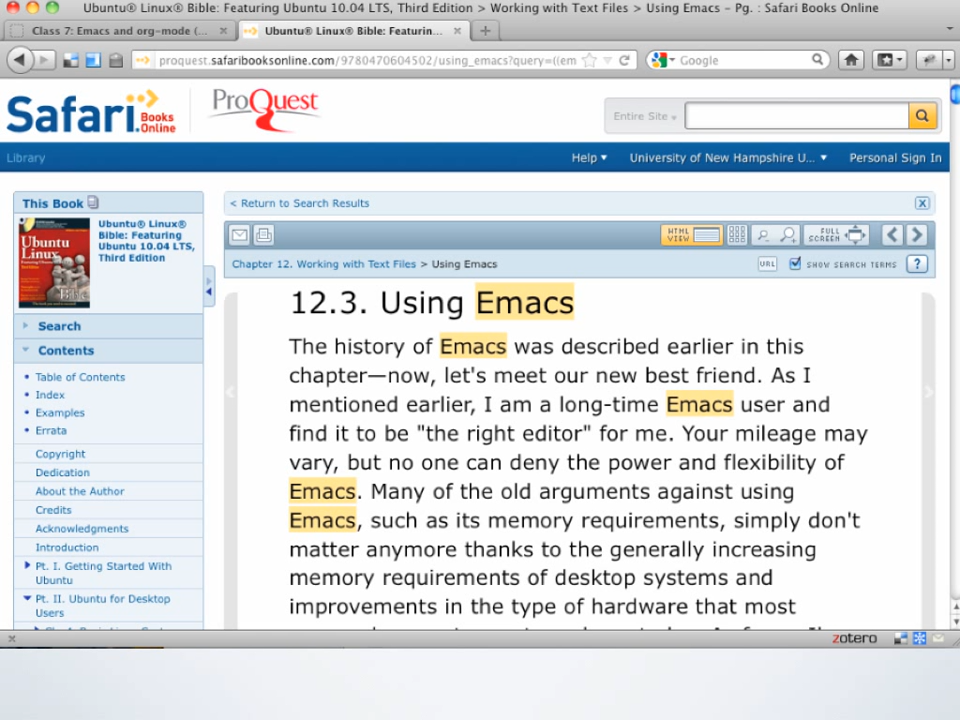 Ubuntu® Linux® Bible: Featuring Ubuntu 10.04 LTS, Third Edition > Working with Text Files > Using Emacs – Pg. : Safari Books Online
Class 7: Emacs and org-mode (...
Ubuntu® Linux® Bible: Featurin...
proquest.safaribooksonline.com/9780470604502/using_emacs?query=((em
Google
Safari Books Online
ProQuest
Entire Site
Library
Help
University of New Hampshire U...
Personal Sign In
This Book
Ubuntu Linux
Bible
Ubuntu® Linux®
Bible: Featuring
Ubuntu 10.04 LTS,
Third Edition
Search
Contents
• Table of Contents
• Index
• Examples
• Errata
Copyright
Dedication
About the Author
Credits
Acknowledgments
Introduction
Pt. I. Getting Started With
Ubuntu
Pt. II. Ubuntu for Desktop
Users
< Return to Search Results
HTML VIEW
FULL SCREEN
Chapter 12. Working with Text Files > Using Emacs
URL
SHOW SEARCH TERMS
?
12.3. Using Emacs
The history of Emacs was described earlier in this
chapter—now, let's meet our new best friend. As I
mentioned earlier, I am a long-time Emacs user and
find it to be "the right editor" for me. Your mileage may
vary, but no one can deny the power and flexibility of
Emacs. Many of the old arguments against using
Emacs, such as its memory requirements, simply don't
matter anymore thanks to the generally increasing
memory requirements of desktop systems and
improvements in the type of hardware that most
zotero